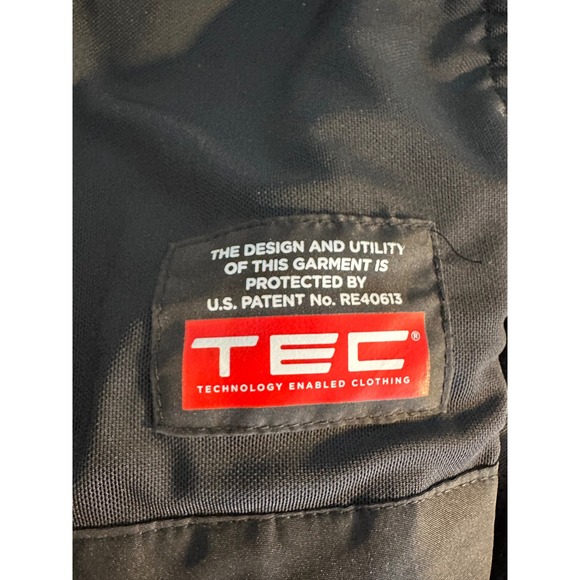 THE DESIGN AND UTILITY
OF THIS GARMENT IS
PROTECTED BY
U.S. PATENT No. RE40613
TEC®
TECHNOLOGY ENABLED CLOTHING